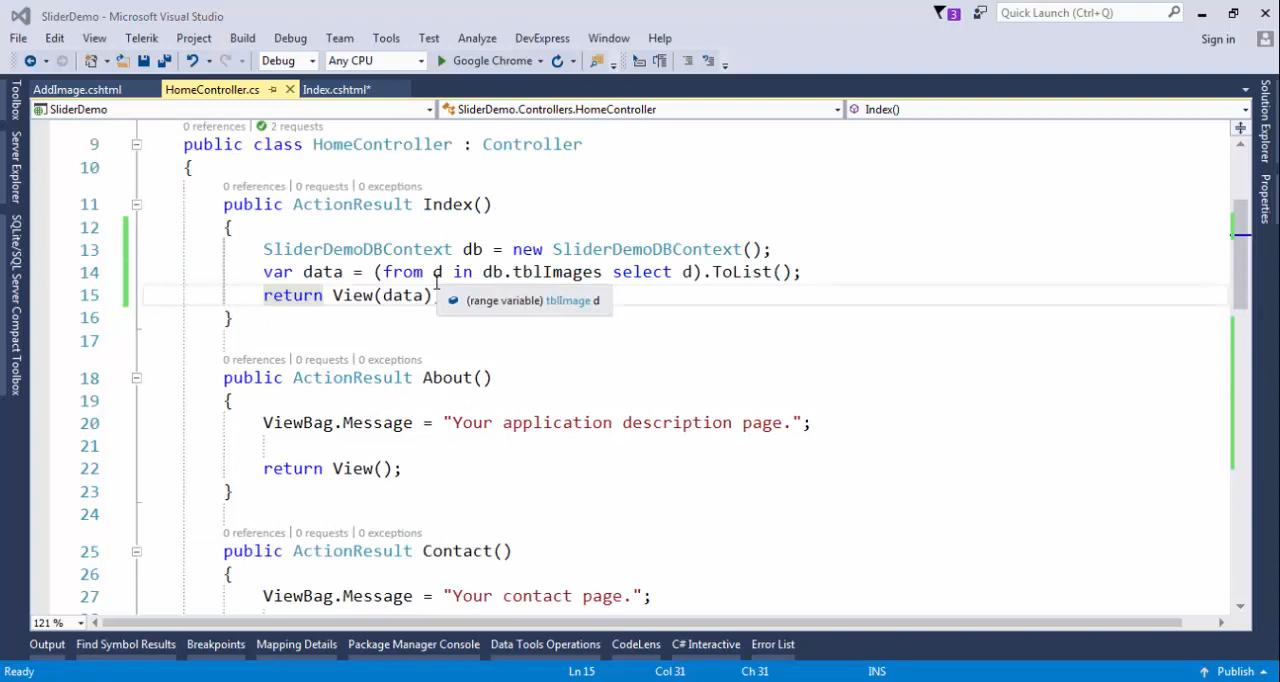 SliderDemo - Microsoft Visual Studio
3
Quick Launch (Ctrl+Q)
File Edit View Telerik Project Build Debug Team Tools Test Analyze DevExpress Window Help
Sign in
Debug Any CPU Google Chrome
AddImage.cshtml HomeController.cs Index.cshtml*
SliderDemo SliderDemo.Controllers.HomeController Index()
Toolbox
Server Explorer
SQLite/SQL Server Compact Toolbox
0 references | 2 requests
9 public class HomeController : Controller
10 {
0 references | 0 requests | 0 exceptions
11 public ActionResult Index()
12 {
13 SliderDemoDBContext db = new SliderDemoDBContext();
14 var data = (from d in db.tblImages select d).ToList();
15 return View(data)
(range variable) tblImage d
16 }
17
0 references | 0 requests | 0 exceptions
18 public ActionResult About()
19 {
20 ViewBag.Message = "Your application description page.";
21
22 return View();
23 }
24
0 references | 0 requests | 0 exceptions
25 public ActionResult Contact()
26 {
27 ViewBag.Message = "Your contact page.";
Solution Explorer
Properties
121 %
Output Find Symbol Results Breakpoints Mapping Details Package Manager Console Data Tools Operations CodeLens C# Interactive Error List
Ready Ln 15 Col 31 Ch 31 INS Publish